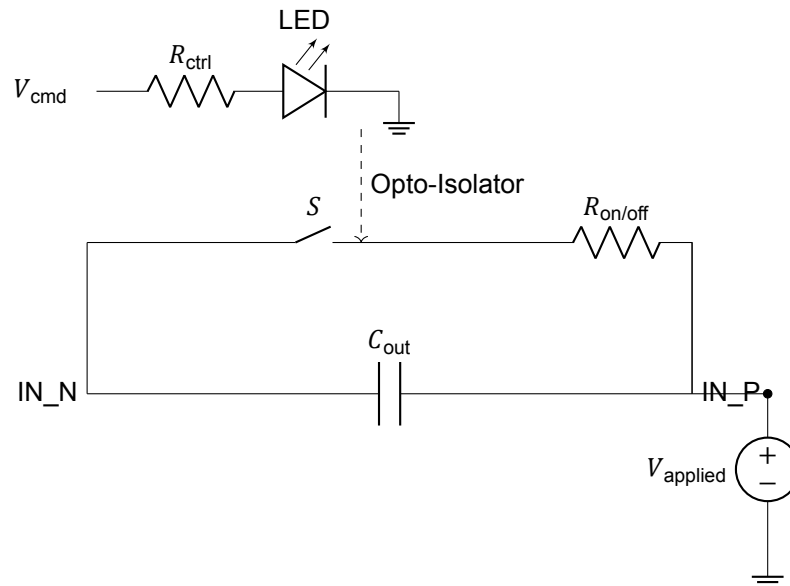 LED
R_ctrl
V_cmd
Opto-Isolator
S
R_on/off
C_out
IN_N
IN_P
V_applied
+
−